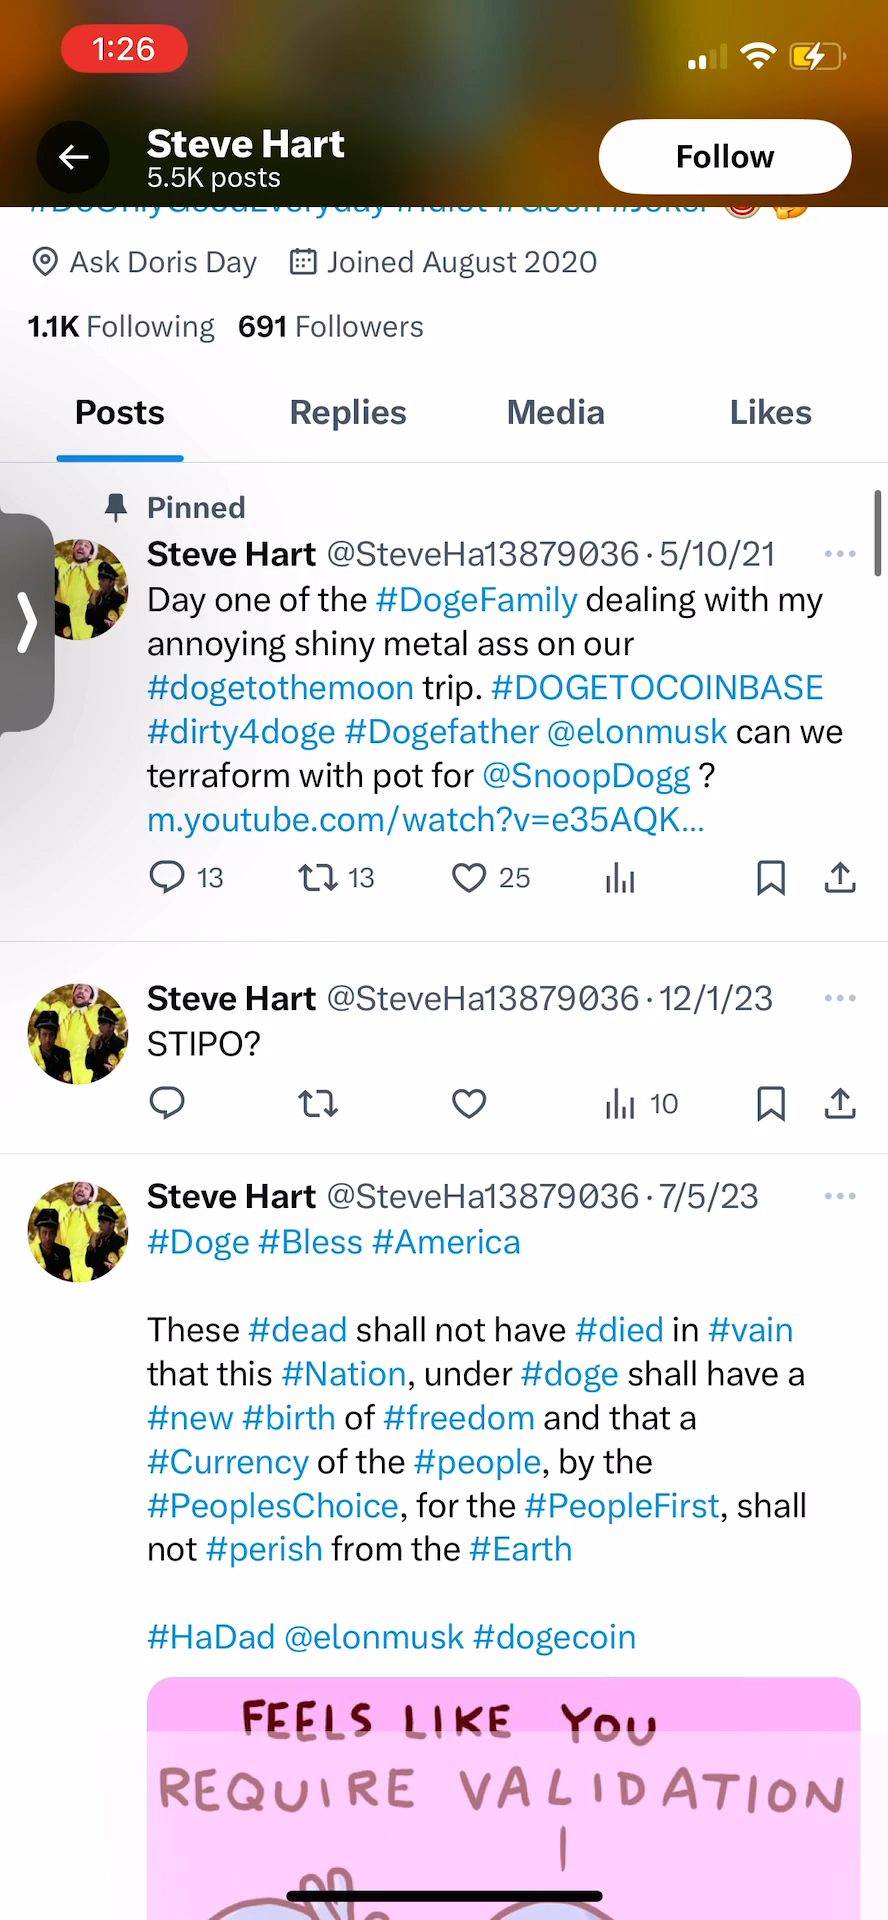 1:26
Steve Hart
5.5K posts
Follow
#DoOnlyGoodEveryday #Idiot #Goon #Joker
Ask Doris Day Joined August 2020
1.1K Following 691 Followers
Posts Replies Media Likes
Pinned
Steve Hart @SteveHa13879036 · 5/10/21
Day one of the #DogeFamily dealing with my
annoying shiny metal ass on our
#dogetothemoon trip. #DOGETOCOINBASE
#dirty4doge #Dogefather @elonmusk can we
terraform with pot for @SnoopDogg ?
m.youtube.com/watch?v=e35AQK...
13 13 25
Steve Hart @SteveHa13879036 · 12/1/23
STIPO?
10
Steve Hart @SteveHa13879036 · 7/5/23
#Doge #Bless #America
These #dead shall not have #died in #vain
that this #Nation, under #doge shall have a
#new #birth of #freedom and that a
#Currency of the #people, by the
#PeoplesChoice, for the #PeopleFirst, shall
not #perish from the #Earth
#HaDad @elonmusk #dogecoin
FEELS LIKE YOU
REQUIRE VALIDATION